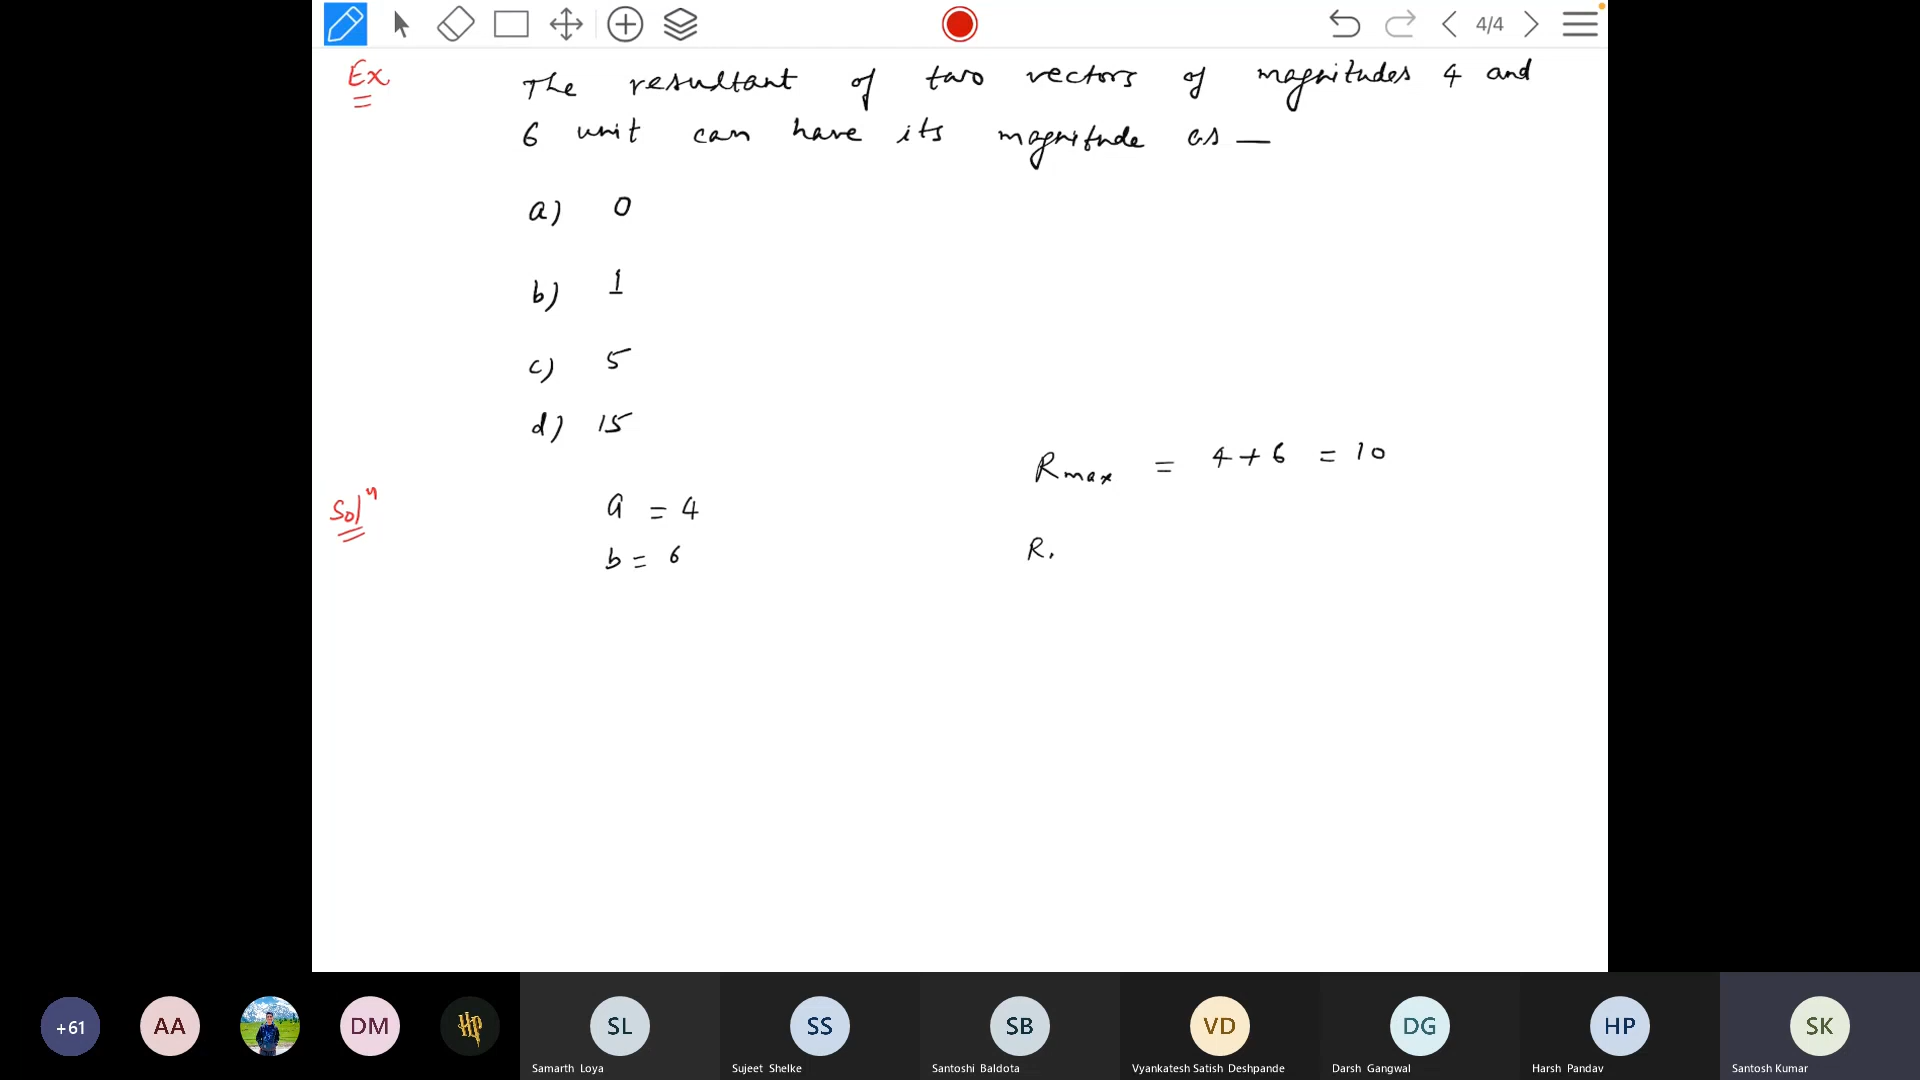 4/4
Ex The resultant of two vectors of magnitudes 4 and
6 unit can have its magnitude as —
a) 0
b) 1
c) 5
d) 15
Rmax = 4+6 = 10
Solⁿ a = 4
b = 6 R.
+61 AA DM HP SL SS SB VD DG HP SK
Samarth Loya Sujeet Shelke Santoshi Baldota Vyankatesh Satish Deshpande Darsh Gangwal Harsh Pandav Santosh Kumar